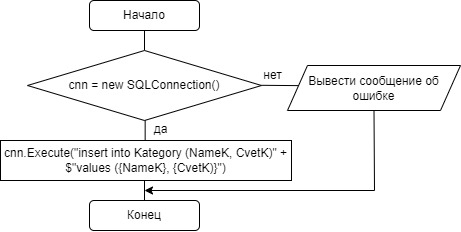 Начало
cnn = new SQLConnection()
нет
Вывести сообщение об
ошибке
да
cnn.Execute("insert into Kategory (NameK, CvetK)" +
$"values ({NameK}, {CvetK)}")
Конец